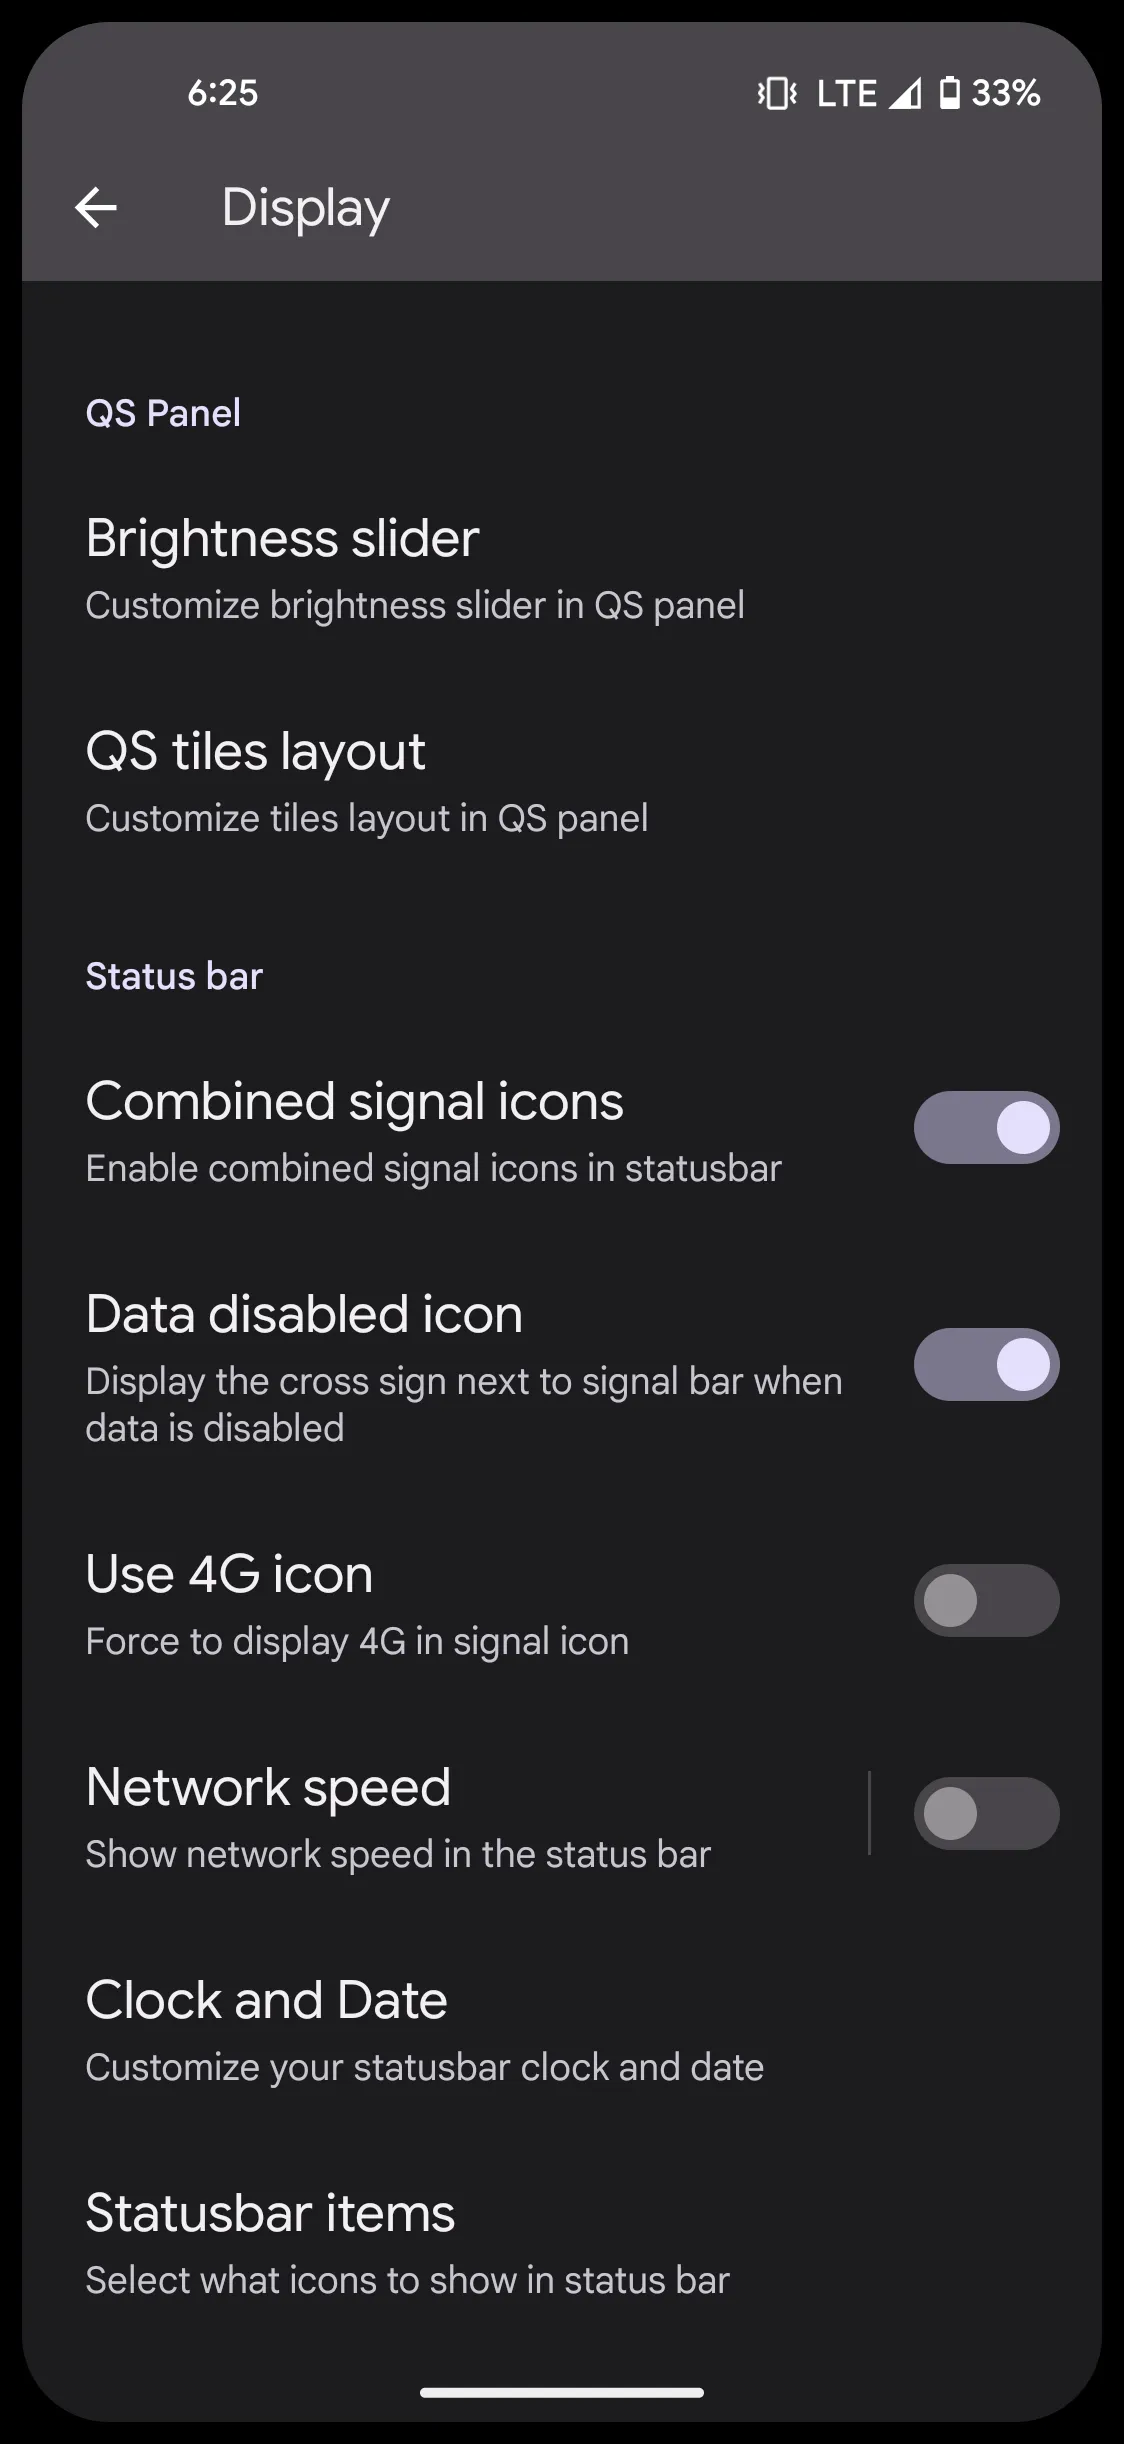 6:25 LTE 33%
Display
QS Panel
Brightness slider
Customize brightness slider in QS panel
QS tiles layout
Customize tiles layout in QS panel
Status bar
Combined signal icons
Enable combined signal icons in statusbar
Data disabled icon
Display the cross sign next to signal bar when
data is disabled
Use 4G icon
Force to display 4G in signal icon
Network speed
Show network speed in the status bar
Clock and Date
Customize your statusbar clock and date
Statusbar items
Select what icons to show in status bar